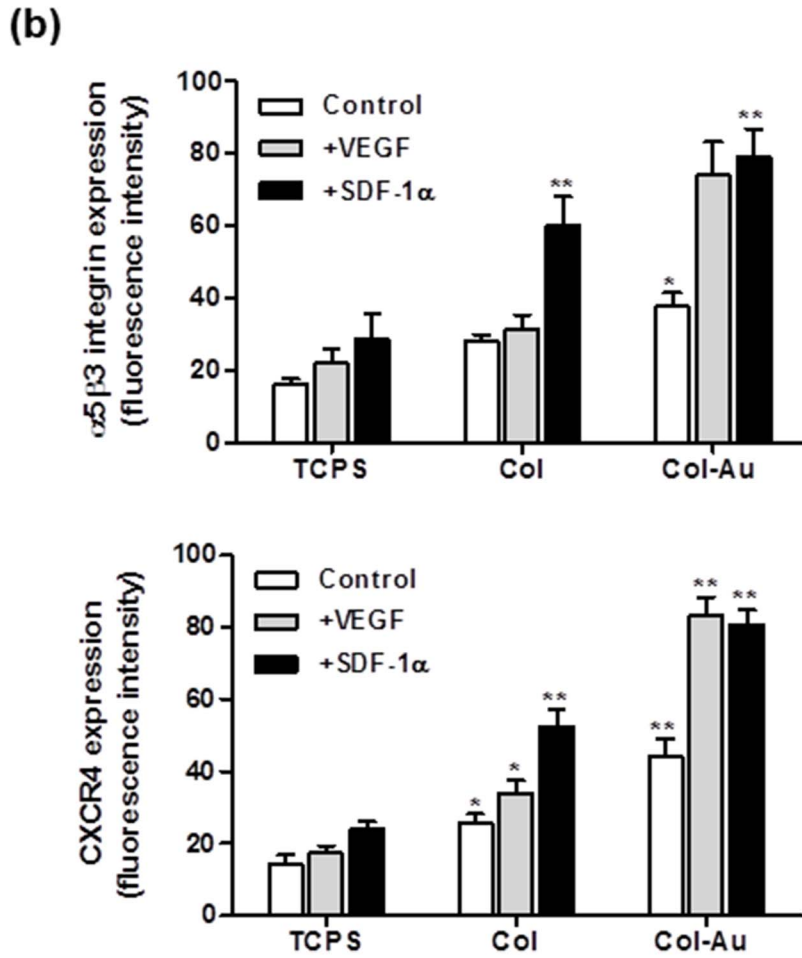 (b)
α5β3 integrin expression
(fluorescence intensity)
100
80
60
40
20
0
Control
+VEGF
+SDF-1α
**
*
**
TCPS
Col
Col-Au
CXCR4 expression
(fluorescence intensity)
100
80
60
40
20
0
Control
+VEGF
+SDF-1α
*
*
**
**
**
**
TCPS
Col
Col-Au